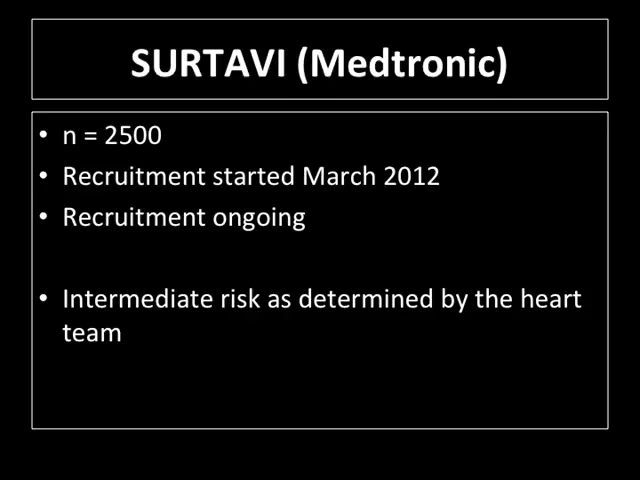 SURTAVI (Medtronic)
• n = 2500
• Recruitment started March 2012
• Recruitment ongoing
• Intermediate risk as determined by the heart
team